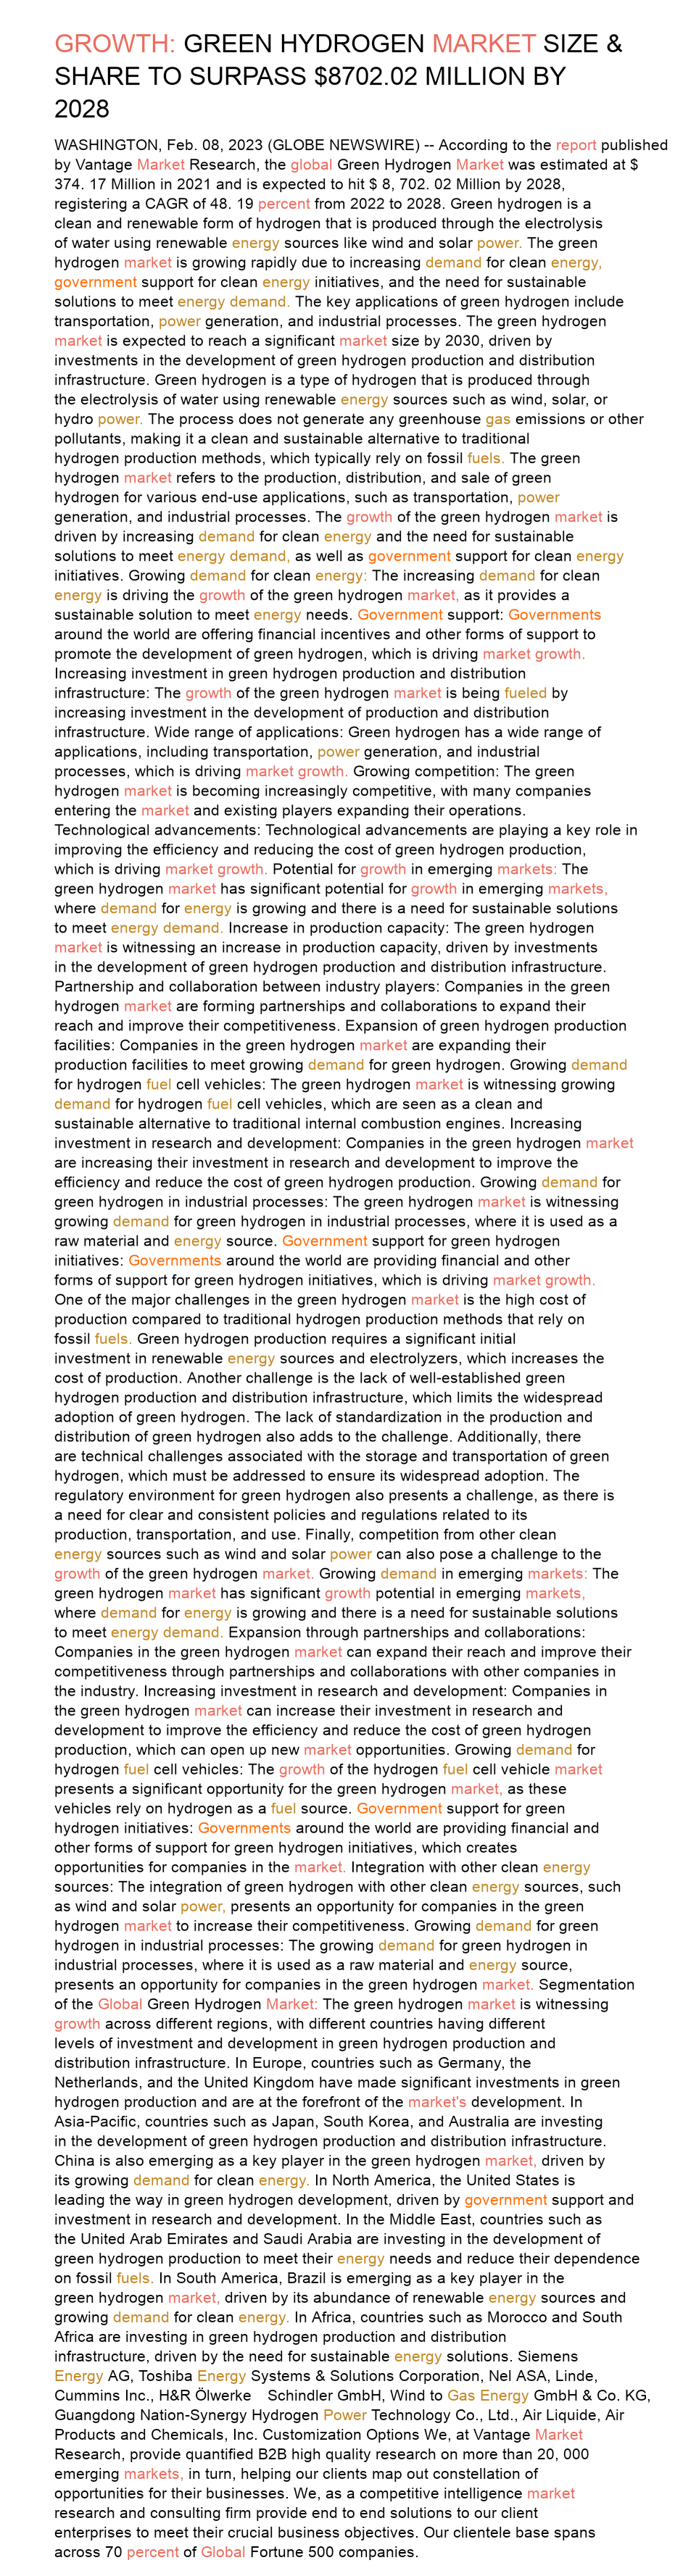 GROWTH: GREEN HYDROGEN MARKET SIZE &
SHARE TO SURPASS $8702.02 MILLION BY
2028
WASHINGTON, Feb. 08, 2023 (GLOBE NEWSWIRE) -- According to the report published
by Vantage Market Research, the global Green Hydrogen Market was estimated at $
374. 17 Million in 2021 and is expected to hit $ 8, 702. 02 Million by 2028,
registering a CAGR of 48. 19 percent from 2022 to 2028. Green hydrogen is a
clean and renewable form of hydrogen that is produced through the electrolysis
of water using renewable energy sources like wind and solar power. The green
hydrogen market is growing rapidly due to increasing demand for clean energy,
government support for clean energy initiatives, and the need for sustainable
solutions to meet energy demand. The key applications of green hydrogen include
transportation, power generation, and industrial processes. The green hydrogen
market is expected to reach a significant market size by 2030, driven by
investments in the development of green hydrogen production and distribution
infrastructure. Green hydrogen is a type of hydrogen that is produced through
the electrolysis of water using renewable energy sources such as wind, solar, or
hydro power. The process does not generate any greenhouse gas emissions or other
pollutants, making it a clean and sustainable alternative to traditional
hydrogen production methods, which typically rely on fossil fuels. The green
hydrogen market refers to the production, distribution, and sale of green
hydrogen for various end-use applications, such as transportation, power
generation, and industrial processes. The growth of the green hydrogen market is
driven by increasing demand for clean energy and the need for sustainable
solutions to meet energy demand, as well as government support for clean energy
initiatives. Growing demand for clean energy: The increasing demand for clean
energy is driving the growth of the green hydrogen market, as it provides a
sustainable solution to meet energy needs. Government support: Governments
around the world are offering financial incentives and other forms of support to
promote the development of green hydrogen, which is driving market growth.
Increasing investment in green hydrogen production and distribution
infrastructure: The growth of the green hydrogen market is being fueled by
increasing investment in the development of production and distribution
infrastructure. Wide range of applications: Green hydrogen has a wide range of
applications, including transportation, power generation, and industrial
processes, which is driving market growth. Growing competition: The green
hydrogen market is becoming increasingly competitive, with many companies
entering the market and existing players expanding their operations.
Technological advancements: Technological advancements are playing a key role in
improving the efficiency and reducing the cost of green hydrogen production,
which is driving market growth. Potential for growth in emerging markets: The
green hydrogen market has significant potential for growth in emerging markets,
where demand for energy is growing and there is a need for sustainable solutions
to meet energy demand. Increase in production capacity: The green hydrogen
market is witnessing an increase in production capacity, driven by investments
in the development of green hydrogen production and distribution infrastructure.
Partnership and collaboration between industry players: Companies in the green
hydrogen market are forming partnerships and collaborations to expand their
reach and improve their competitiveness. Expansion of green hydrogen production
facilities: Companies in the green hydrogen market are expanding their
production facilities to meet growing demand for green hydrogen. Growing demand
for hydrogen fuel cell vehicles: The green hydrogen market is witnessing growing
demand for hydrogen fuel cell vehicles, which are seen as a clean and
sustainable alternative to traditional internal combustion engines. Increasing
investment in research and development: Companies in the green hydrogen market
are increasing their investment in research and development to improve the
efficiency and reduce the cost of green hydrogen production. Growing demand for
green hydrogen in industrial processes: The green hydrogen market is witnessing
growing demand for green hydrogen in industrial processes, where it is used as a
raw material and energy source. Government support for green hydrogen
initiatives: Governments around the world are providing financial and other
forms of support for green hydrogen initiatives, which is driving market growth.
One of the major challenges in the green hydrogen market is the high cost of
production compared to traditional hydrogen production methods that rely on
fossil fuels. Green hydrogen production requires a significant initial
investment in renewable energy sources and electrolyzers, which increases the
cost of production. Another challenge is the lack of well-established green
hydrogen production and distribution infrastructure, which limits the widespread
adoption of green hydrogen. The lack of standardization in the production and
distribution of green hydrogen also adds to the challenge. Additionally, there
are technical challenges associated with the storage and transportation of green
hydrogen, which must be addressed to ensure its widespread adoption. The
regulatory environment for green hydrogen also presents a challenge, as there is
a need for clear and consistent policies and regulations related to its
production, transportation, and use. Finally, competition from other clean
energy sources such as wind and solar power can also pose a challenge to the
growth of the green hydrogen market. Growing demand in emerging markets: The
green hydrogen market has significant growth potential in emerging markets,
where demand for energy is growing and there is a need for sustainable solutions
to meet energy demand. Expansion through partnerships and collaborations:
Companies in the green hydrogen market can expand their reach and improve their
competitiveness through partnerships and collaborations with other companies in
the industry. Increasing investment in research and development: Companies in
the green hydrogen market can increase their investment in research and
development to improve the efficiency and reduce the cost of green hydrogen
production, which can open up new market opportunities. Growing demand for
hydrogen fuel cell vehicles: The growth of the hydrogen fuel cell vehicle market
presents a significant opportunity for the green hydrogen market, as these
vehicles rely on hydrogen as a fuel source. Government support for green
hydrogen initiatives: Governments around the world are providing financial and
other forms of support for green hydrogen initiatives, which creates
opportunities for companies in the market. Integration with other clean energy
sources: The integration of green hydrogen with other clean energy sources, such
as wind and solar power, presents an opportunity for companies in the green
hydrogen market to increase their competitiveness. Growing demand for green
hydrogen in industrial processes: The growing demand for green hydrogen in
industrial processes, where it is used as a raw material and energy source,
presents an opportunity for companies in the green hydrogen market. Segmentation
of the Global Green Hydrogen Market: The green hydrogen market is witnessing
growth across different regions, with different countries having different
levels of investment and development in green hydrogen production and
distribution infrastructure. In Europe, countries such as Germany, the
Netherlands, and the United Kingdom have made significant investments in green
hydrogen production and are at the forefront of the market's development. In
Asia-Pacific, countries such as Japan, South Korea, and Australia are investing
in the development of green hydrogen production and distribution infrastructure.
China is also emerging as a key player in the green hydrogen market, driven by
its growing demand for clean energy. In North America, the United States is
leading the way in green hydrogen development, driven by government support and
investment in research and development. In the Middle East, countries such as
the United Arab Emirates and Saudi Arabia are investing in the development of
green hydrogen production to meet their energy needs and reduce their dependence
on fossil fuels. In South America, Brazil is emerging as a key player in the
green hydrogen market, driven by its abundance of renewable energy sources and
growing demand for clean energy. In Africa, countries such as Morocco and South
Africa are investing in green hydrogen production and distribution
infrastructure, driven by the need for sustainable energy solutions. Siemens
Energy AG, Toshiba Energy Systems & Solutions Corporation, Nel ASA, Linde,
Cummins Inc., H&R Ölwerke    Schindler GmbH, Wind to Gas Energy GmbH & Co. KG,
Guangdong Nation-Synergy Hydrogen Power Technology Co., Ltd., Air Liquide, Air
Products and Chemicals, Inc. Customization Options We, at Vantage Market
Research, provide quantified B2B high quality research on more than 20, 000
emerging markets, in turn, helping our clients map out constellation of
opportunities for their businesses. We, as a competitive intelligence market
research and consulting firm provide end to end solutions to our client
enterprises to meet their crucial business objectives. Our clientele base spans
across 70 percent of Global Fortune 500 companies.